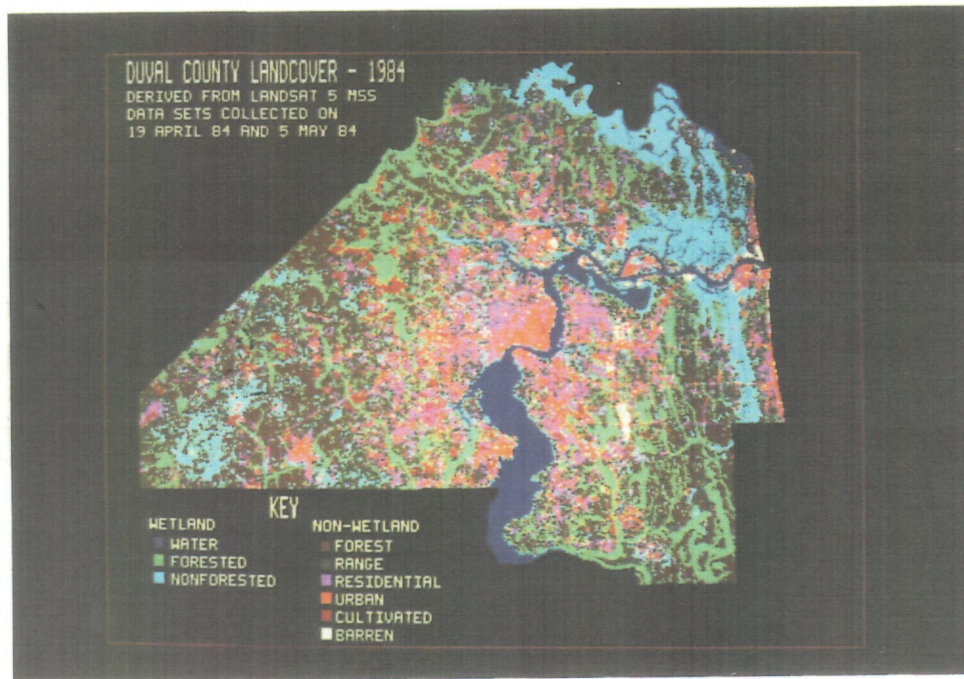 DUVAL COUNTY LANDCOVER - 1984
DERIVED FROM LANDSAT 5 MSS
DATA SETS COLLECTED ON
19 APRIL 84 AND 5 MAY 84
KEY
WETLAND
WATER
FORESTED
NONFORESTED
NON-WETLAND
FOREST
RANGE
RESIDENTIAL
URBAN
CULTIVATED
BARREN